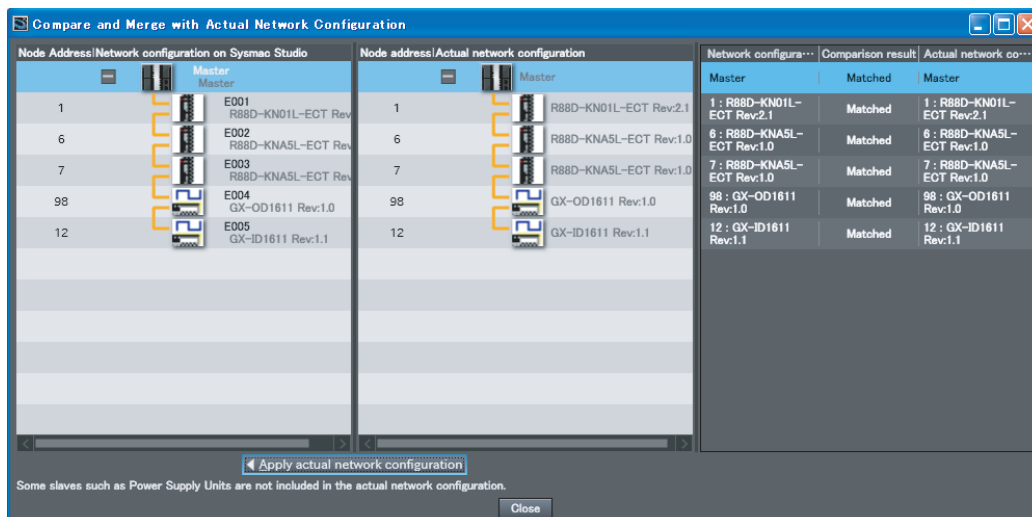 Compare and Merge with Actual Network Configuration
Node Address|Network configuration on Sysmac Studio
Master
Master
1
E001
R88D-KN01L-ECT Rev
6
E002
R88D-KNA5L-ECT Rev
7
E003
R88D-KNA5L-ECT Rev
98
E004
GX-OD1611 Rev:1.0
12
E005
GX-ID1611 Rev:1.1
Node address|Actual network configuration
Master
1 R88D-KN01L-ECT Rev:2.1
6 R88D-KNA5L-ECT Rev:1.0
7 R88D-KNA5L-ECT Rev:1.0
98 GX-OD1611 Rev:1.0
12 GX-ID1611 Rev:1.1
Network configura... Comparison result Actual network co...
Master Matched Master
1 : R88D-KN01L-ECT Rev:2.1 Matched 1 : R88D-KN01L-ECT Rev:2.1
6 : R88D-KNA5L-ECT Rev:1.0 Matched 6 : R88D-KNA5L-ECT Rev:1.0
7 : R88D-KNA5L-ECT Rev:1.0 Matched 7 : R88D-KNA5L-ECT Rev:1.0
98 : GX-OD1611 Rev:1.0 Matched 98 : GX-OD1611 Rev:1.0
12 : GX-ID1611 Rev:1.1 Matched 12 : GX-ID1611 Rev:1.1
Apply actual network configuration
Some slaves such as Power Supply Units are not included in the actual network configuration.
Close